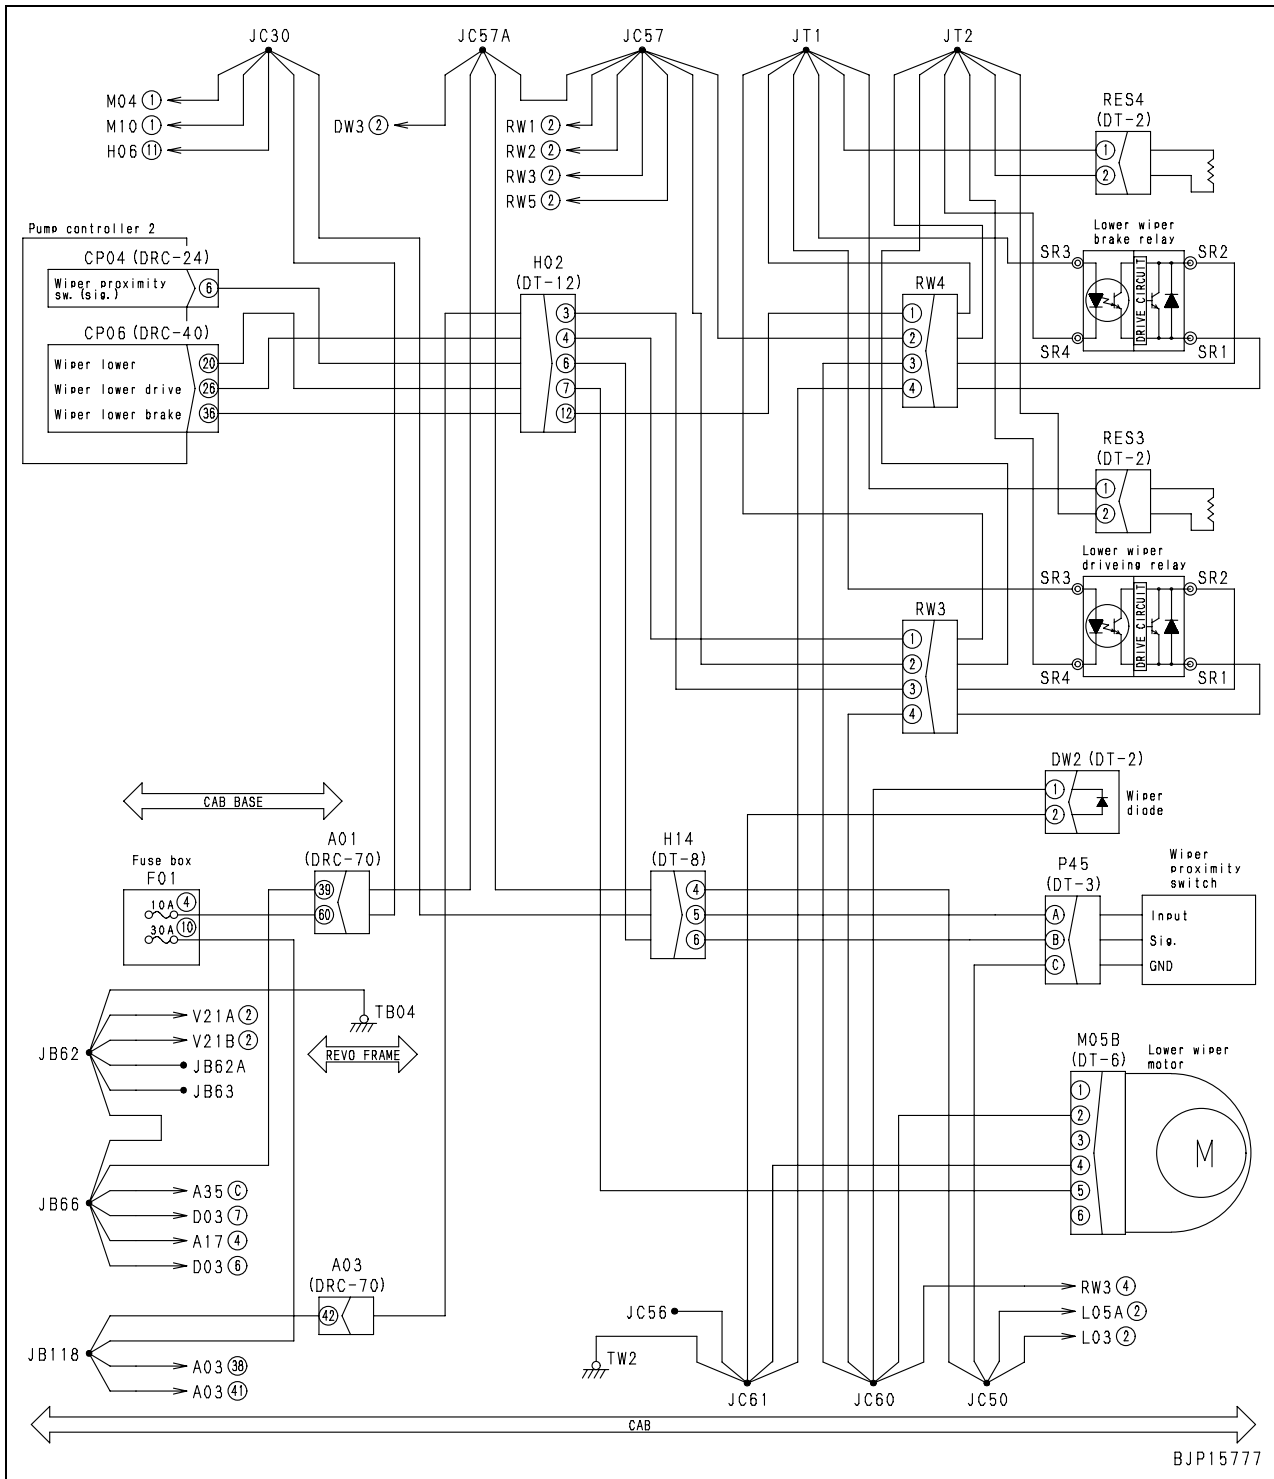 JC30 JC57A JC57 JT1 JT2
M04 1
M10 1
H06 11
DW3 2
RW1 2
RW2 2
RW3 2
RW5 2
RES4
(DT-2)
1
2
Pump controller 2
CP04 (DRC-24)
Wiper proximity
sw. (sig.)
6
CP06 (DRC-40)
Wiper lower 20
Wiper lower drive 26
Wiper lower brake 36
H02
(DT-12)
3
4
6
7
12
RW4
1
2
3
4
Lower wiper
brake relay
SR3 SR2
DRIVE CIRCUIT
SR4 SR1
RES3
(DT-2)
1
2
Lower wiper
driveing relay
SR3 SR2
DRIVE CIRCUIT
SR4 SR1
RW3
1
2
3
4
DW2 (DT-2)
1
2
Wiper
diode
CAB BASE
Fuse box
F01
10A 4
30A 10
A01
(DRC-70)
39
60
H14
(DT-8)
4
5
6
P45
(DT-3)
A
B
C
Wiper
proximity
switch
Input
Sig.
GND
TB04
REVO FRAME
JB62
V21A 2
V21B 2
JB62A
JB63
JB66
A35 C
D03 7
A17 4
D03 6
M05B
(DT-6)
1
2
3
4
5
6
Lower wiper
motor
M
A03
(DRC-70)
42
JB118
A03 38
A03 41
JC56
TW2
RW3 4
L05A 2
L03 2
JC61 JC60 JC50
CAB
BJP15777